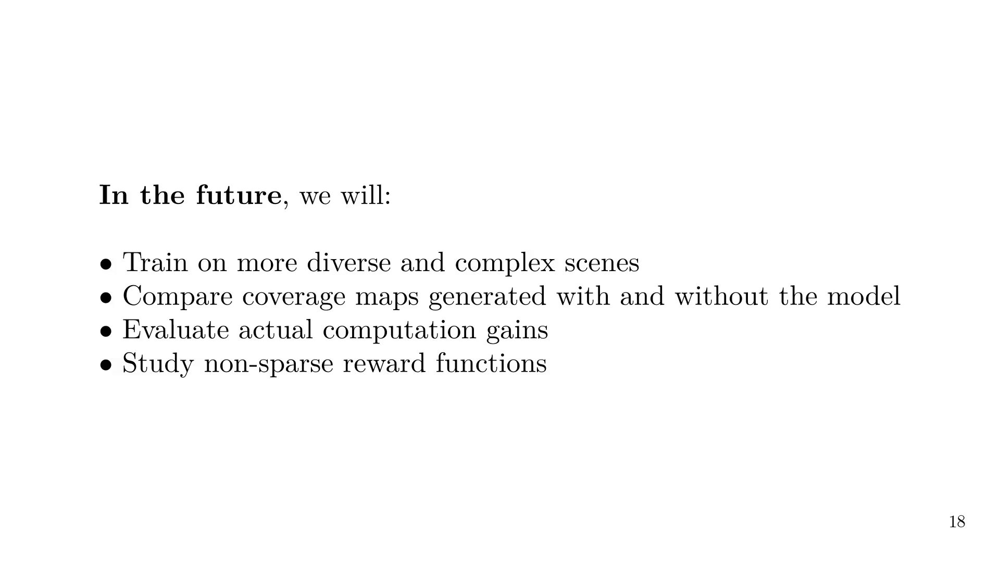 In the future, we will:
• Train on more diverse and complex scenes
• Compare coverage maps generated with and without the model
• Evaluate actual computation gains
• Study non-sparse reward functions
18